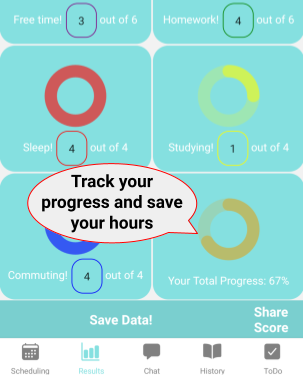 Free time! 3 out of 6
Homework! 4 out of 6
Sleep! 4 out of 4
Studying! 1 out of 4
Track your
progress and save
your hours
Commuting! 4 out of 4
Your Total Progress: 67%
Save Data!
Share
Score
Scheduling
Results
Chat
History
ToDo